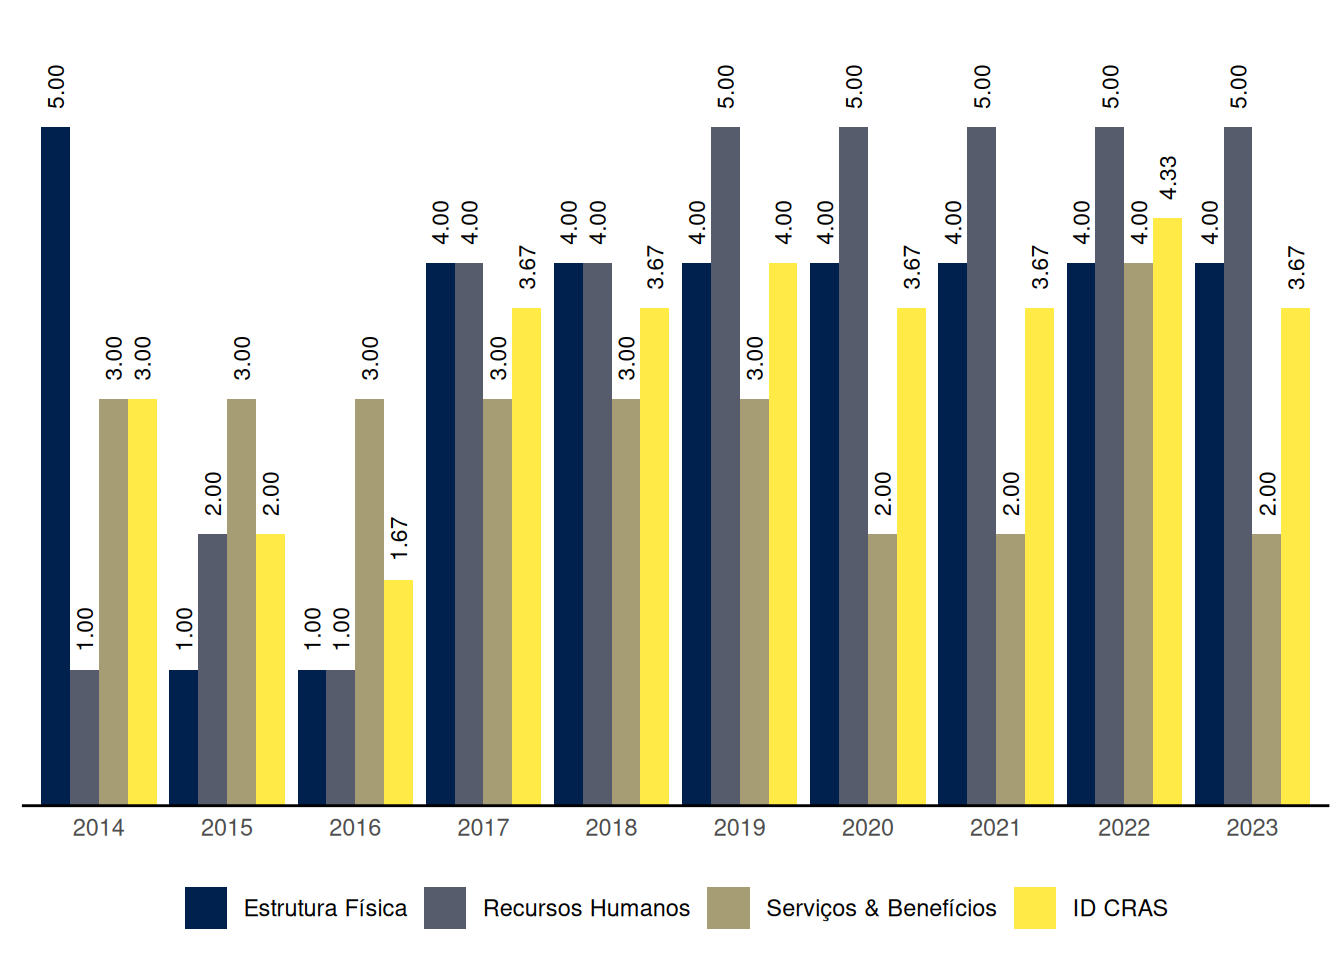 5.00 1.00 3.00 3.00
1.00 2.00 3.00 2.00
1.00 1.00 3.00 1.67
4.00 4.00 3.00 3.67
4.00 4.00 3.00 3.67
4.00 5.00 3.00 4.00
4.00 5.00 2.00 3.67
4.00 5.00 2.00 3.67
4.00 5.00 4.00 4.33
4.00 5.00 2.00 3.67
2014 2015 2016 2017 2018 2019 2020 2021 2022 2023
Estrutura Física Recursos Humanos Serviços & Benefícios ID CRAS